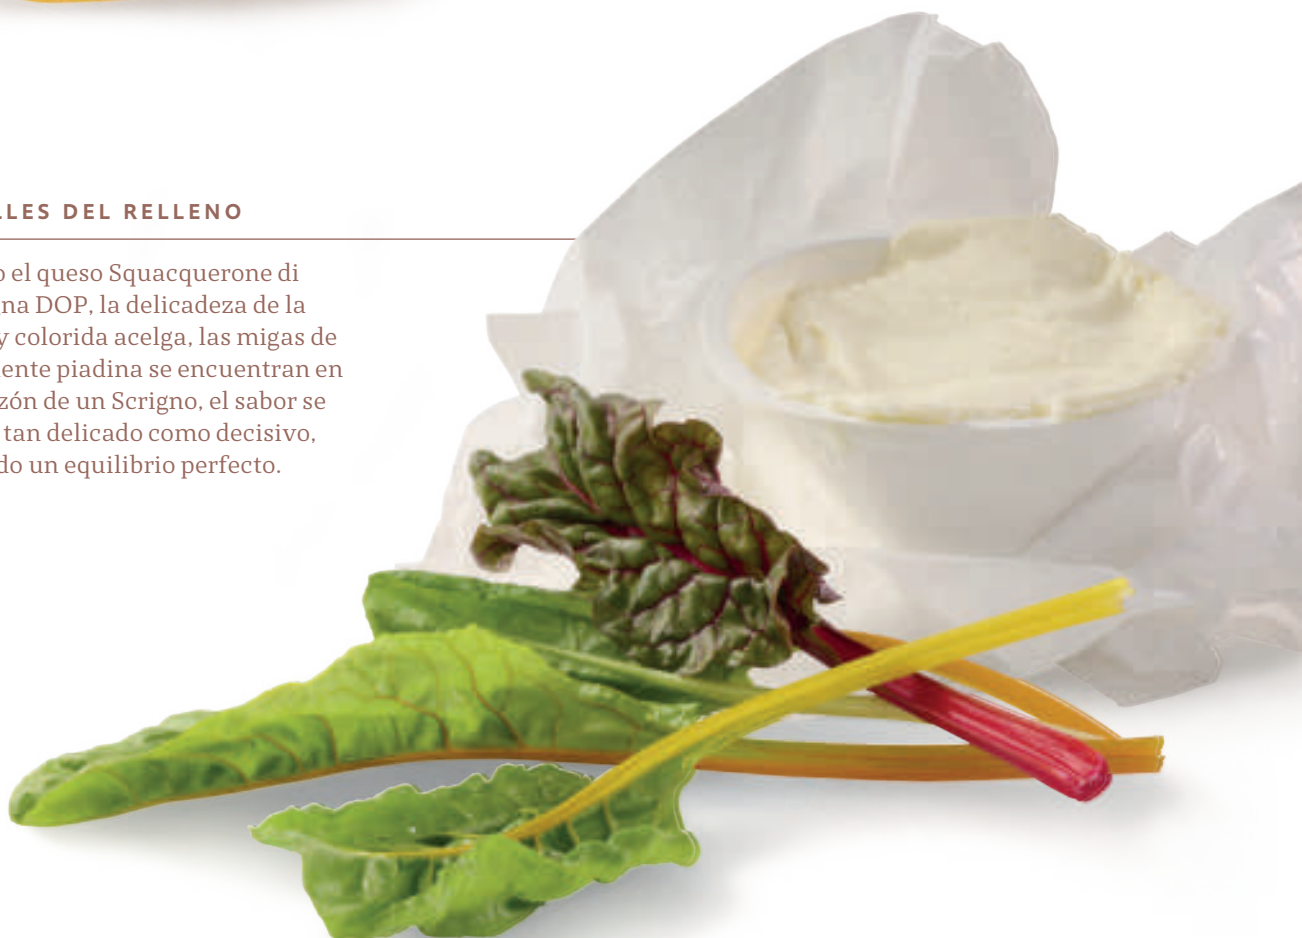 LLES DEL RELLENO
o el queso Squacquerone di
na DOP, la delicadeza de la
y colorida acelga, las migas de
ente piadina se encuentran en
zón de un Scrigno, el sabor se
tan delicado como decisivo,
do un equilibrio perfecto.